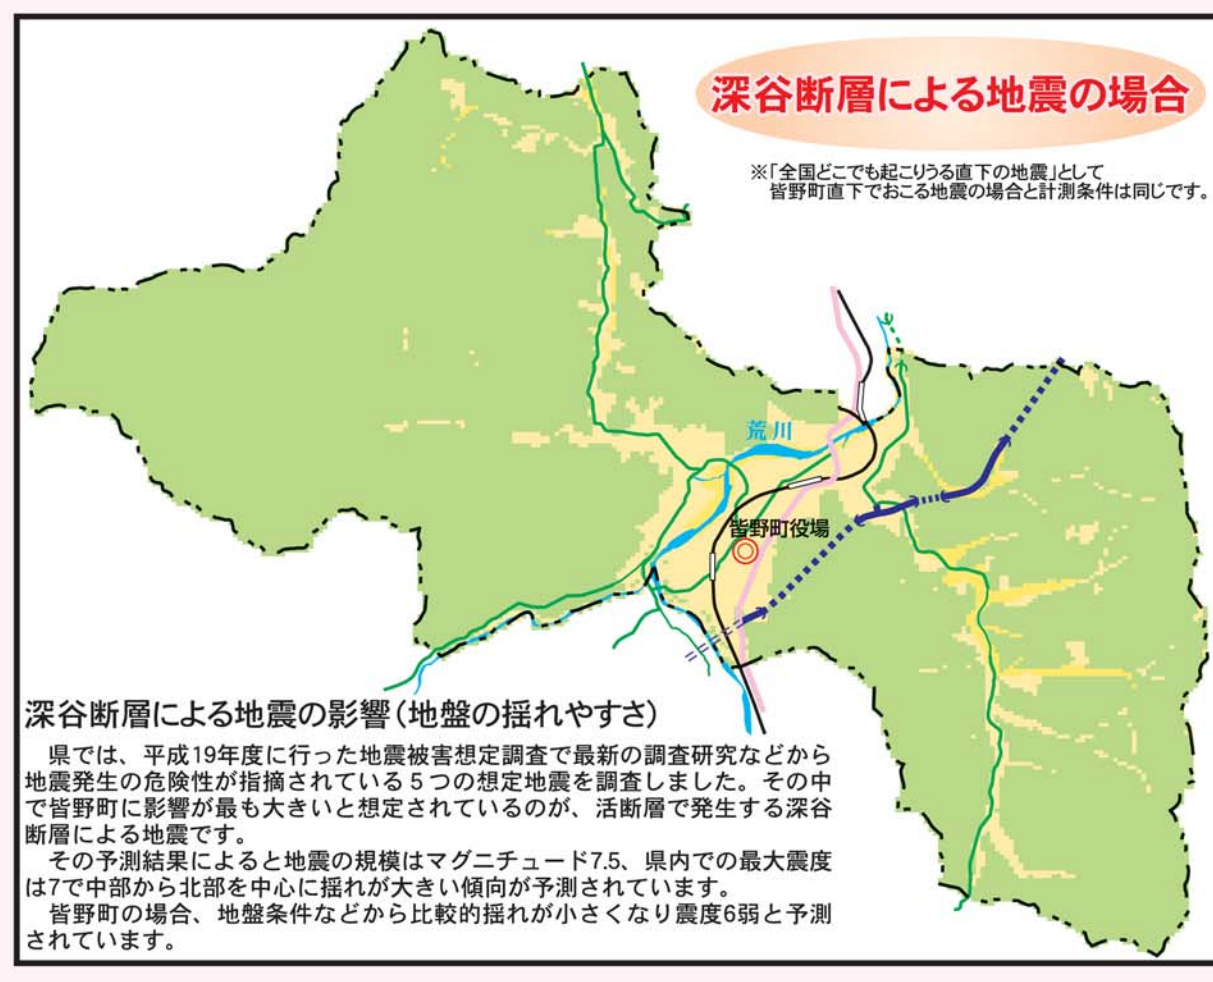 深谷断層による地震の場合
※「全国どこでも起こりうる直下の地震」として
皆野町直下でおこる地震の場合と計測条件は同じです。
荒川
皆野町役場
深谷断層による地震の影響（地盤の揺れやすさ）
県では、平成19年度に行った地震被害想定調査で最新の調査研究などから
地震発生の危険性が指摘されている５つの想定地震を調査しました。その中
で皆野町に影響が最も大きいと想定されているのが、活断層で発生する深谷
断層による地震です。
その予測結果によると地震の規模はマグニチュード7.5、県内での最大震度
は7で中部から北部を中心に揺れが大きい傾向が予測されています。
皆野町の場合、地盤条件などから比較的揺れが小さくなり震度6弱と予測
されています。